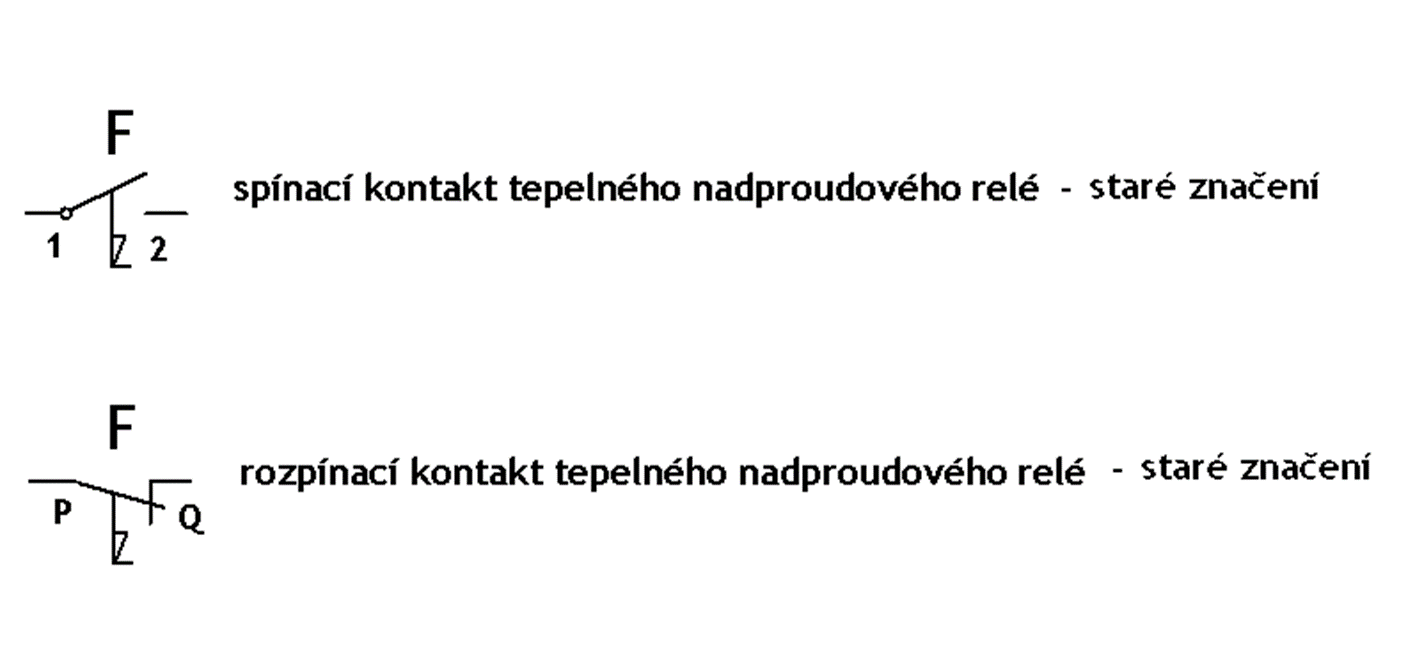 F
spínací kontakt tepelného nadproudového relé - staré značení
1 2
F
rozpínací kontakt tepelného nadproudového relé - staré značení
P Q